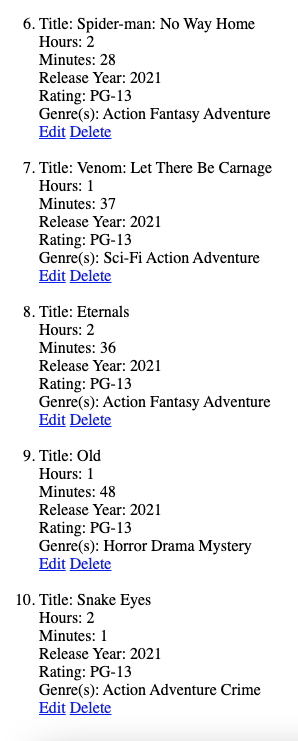 6. Title: Spider-man: No Way Home
Hours: 2
Minutes: 28
Release Year: 2021
Rating: PG-13
Genre(s): Action Fantasy Adventure
Edit Delete
7. Title: Venom: Let There Be Carnage
Hours: 1
Minutes: 37
Release Year: 2021
Rating: PG-13
Genre(s): Sci-Fi Action Adventure
Edit Delete
8. Title: Eternals
Hours: 2
Minutes: 36
Release Year: 2021
Rating: PG-13
Genre(s): Action Fantasy Adventure
Edit Delete
9. Title: Old
Hours: 1
Minutes: 48
Release Year: 2021
Rating: PG-13
Genre(s): Horror Drama Mystery
Edit Delete
10. Title: Snake Eyes
Hours: 2
Minutes: 1
Release Year: 2021
Rating: PG-13
Genre(s): Action Adventure Crime
Edit Delete